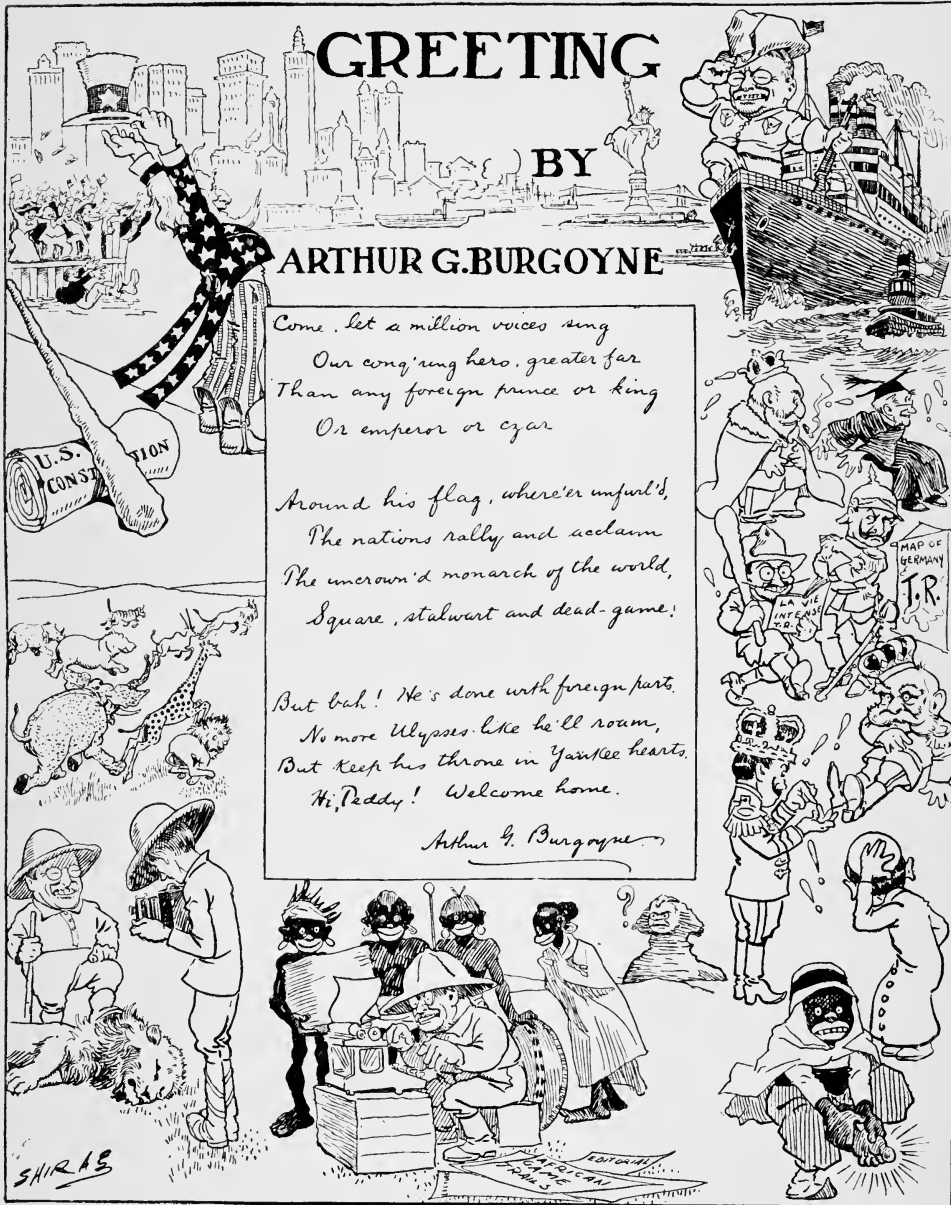 GREETING
BY
ARTHUR G. BURGOYNE
Come, let a million voices sing
Our conq'ring hero, greater far
Than any foreign prince or king
Or emperor or czar
Around his flag, where'er unfurl'd,
The nations rally and acclaim
The uncrown'd monarch of the world,
Square, stalwart and dead-game!
But bah! He's done with foreign parts.
No more Ulysses-like he'll roam,
But keep his throne in Yankee hearts.
Hi, Teddy! Welcome home.
Arthur G. Burgoyne
U.S.
CONSTITION
MAP OF
GERMANY
T.R.
LA VIE
INTENSE
T.R.
AFRICAN
GAME
TRAILS
EDITORIAL
SHIRAS